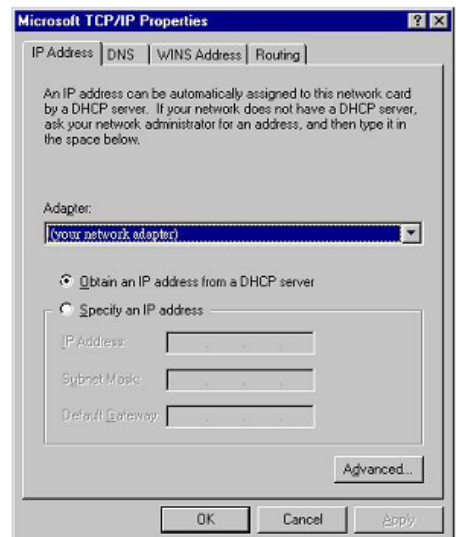 Microsoft TCP/IP Properties
IP Address DNS WINS Address Routing
An IP address can be automatically assigned to this network card
by a DHCP server. If your network does not have a DHCP server,
ask your network administrator for an address, and then type it in
the space below.
Adapter:
(your network adapter)
Obtain an IP address from a DHCP server
Specify an IP address
IP Address:
Subnet Mask:
Default Gateway:
Advanced...
OK Cancel Apply